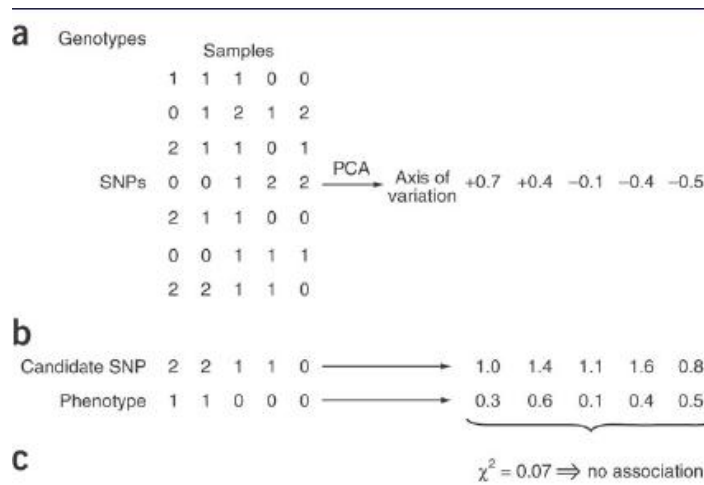 a Genotypes
Samples
1 1 1 0 0
0 1 2 1 2
2 1 1 0 1
SNPs 0 0 1 2 2 PCA Axis of variation +0.7 +0.4 −0.1 −0.4 −0.5
2 1 1 0 0
0 0 1 1 1
2 2 1 1 0
b
Candidate SNP 2 2 1 1 0 1.0 1.4 1.1 1.6 0.8
Phenotype 1 1 0 0 0 0.3 0.6 0.1 0.4 0.5
c
χ² = 0.07 ⇒ no association